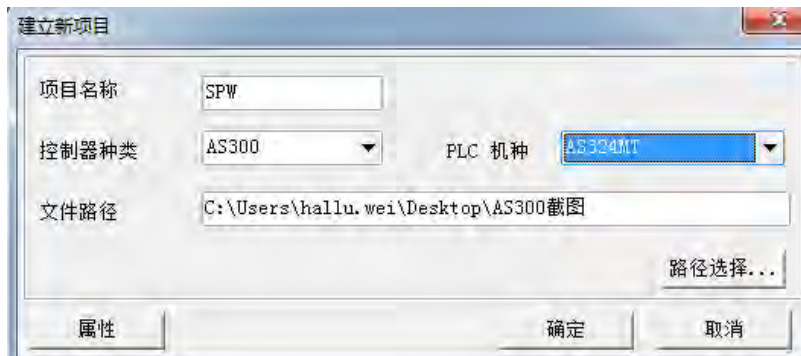 建立新项目
项目名称 SPW
控制器种类 AS300 PLC 机种 AS324MT
文件路径 C:\Users\hallu.wei\Desktop\AS300截图
路径选择...
属性 确定 取消